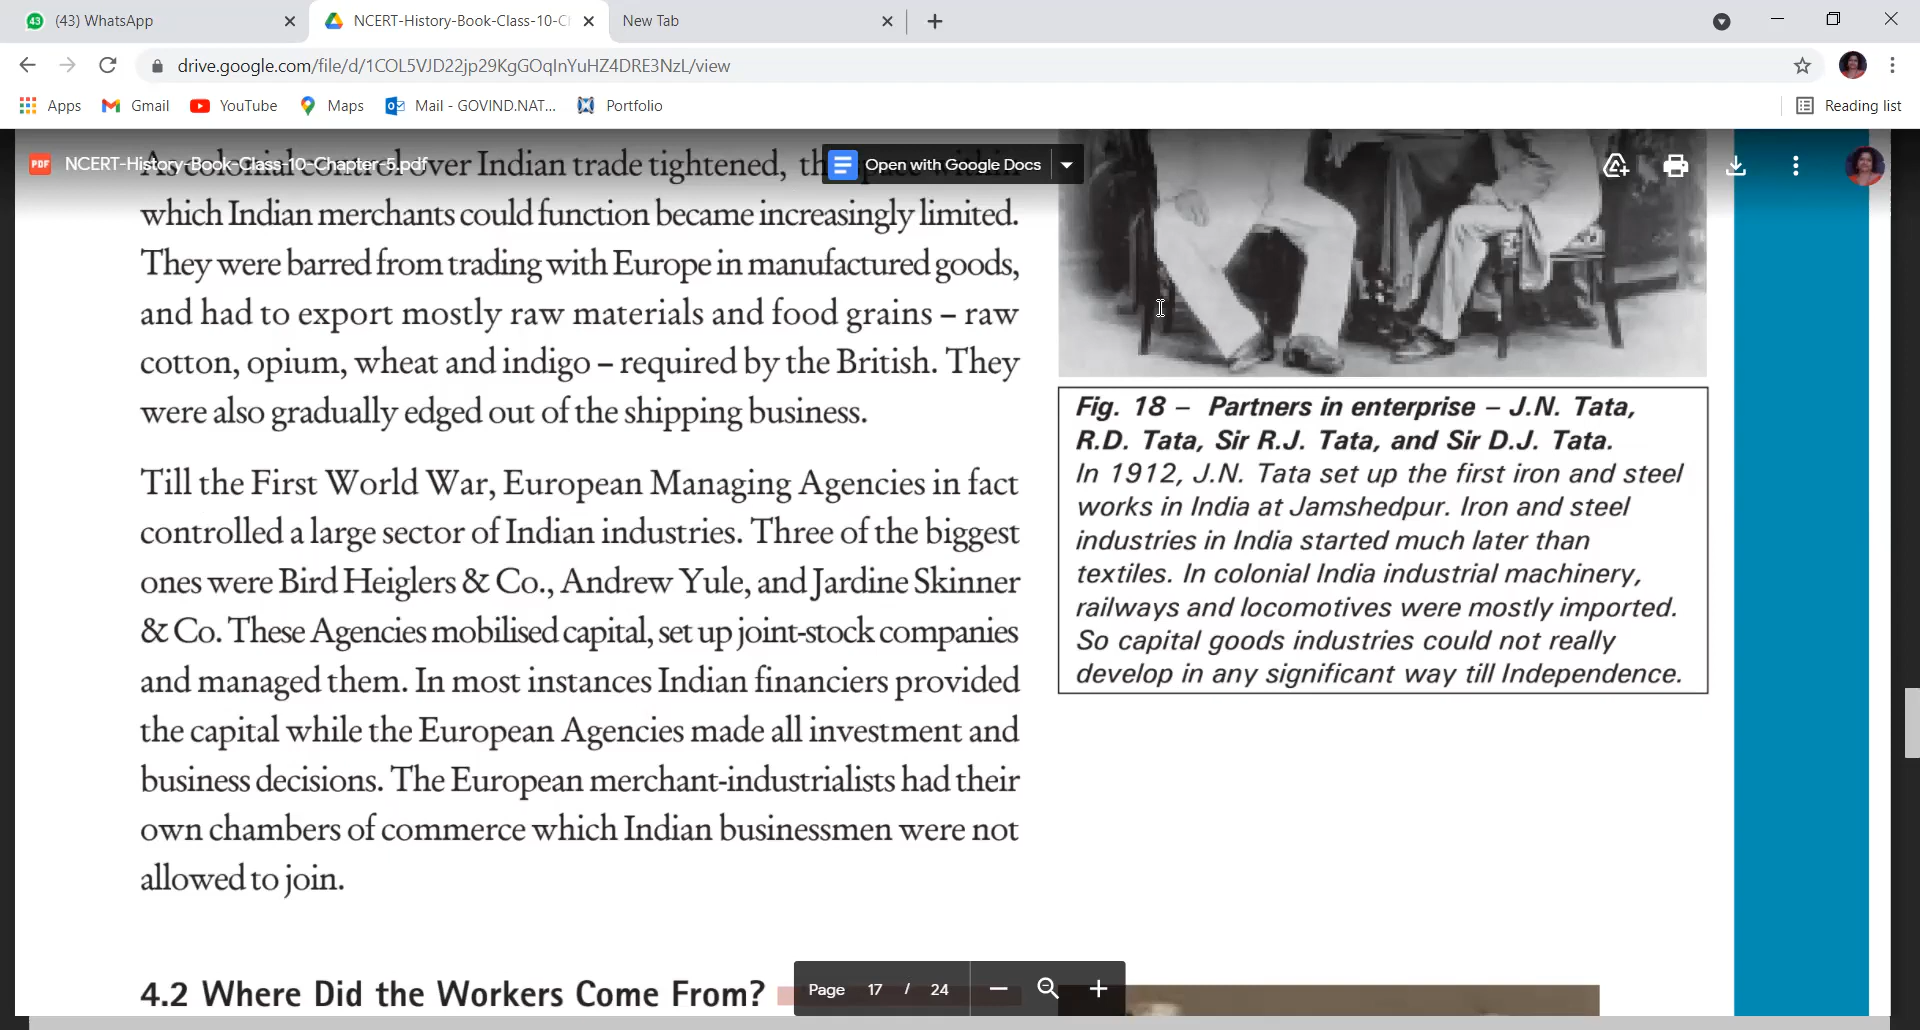 43 (43) WhatsApp
NCERT-History-Book-Class-10-C
New Tab
drive.google.com/file/d/1COL5VJD22jp29KgGOqInYuHZ4DRE3NzL/view
Apps
Gmail
YouTube
Maps
Mail - GOVIND.NAT...
Portfolio
Reading list
PDF NCERT-History-Book-Class-10-Chapter-5.pdf
Open with Google Docs
over Indian trade tightened,
which Indian merchants could function became increasingly limited.
They were barred from trading with Europe in manufactured goods,
and had to export mostly raw materials and food grains – raw
cotton, opium, wheat and indigo – required by the British. They
were also gradually edged out of the shipping business.
Till the First World War, European Managing Agencies in fact
controlled a large sector of Indian industries. Three of the biggest
ones were Bird Heiglers & Co., Andrew Yule, and Jardine Skinner
& Co. These Agencies mobilised capital, set up joint-stock companies
and managed them. In most instances Indian financiers provided
the capital while the European Agencies made all investment and
business decisions. The European merchant-industrialists had their
own chambers of commerce which Indian businessmen were not
allowed to join.
Fig. 18 – Partners in enterprise – J.N. Tata,
R.D. Tata, Sir R.J. Tata, and Sir D.J. Tata.
In 1912, J.N. Tata set up the first iron and steel
works in India at Jamshedpur. Iron and steel
industries in India started much later than
textiles. In colonial India industrial machinery,
railways and locomotives were mostly imported.
So capital goods industries could not really
develop in any significant way till Independence.
4.2 Where Did the Workers Come From?
Page 17 / 24